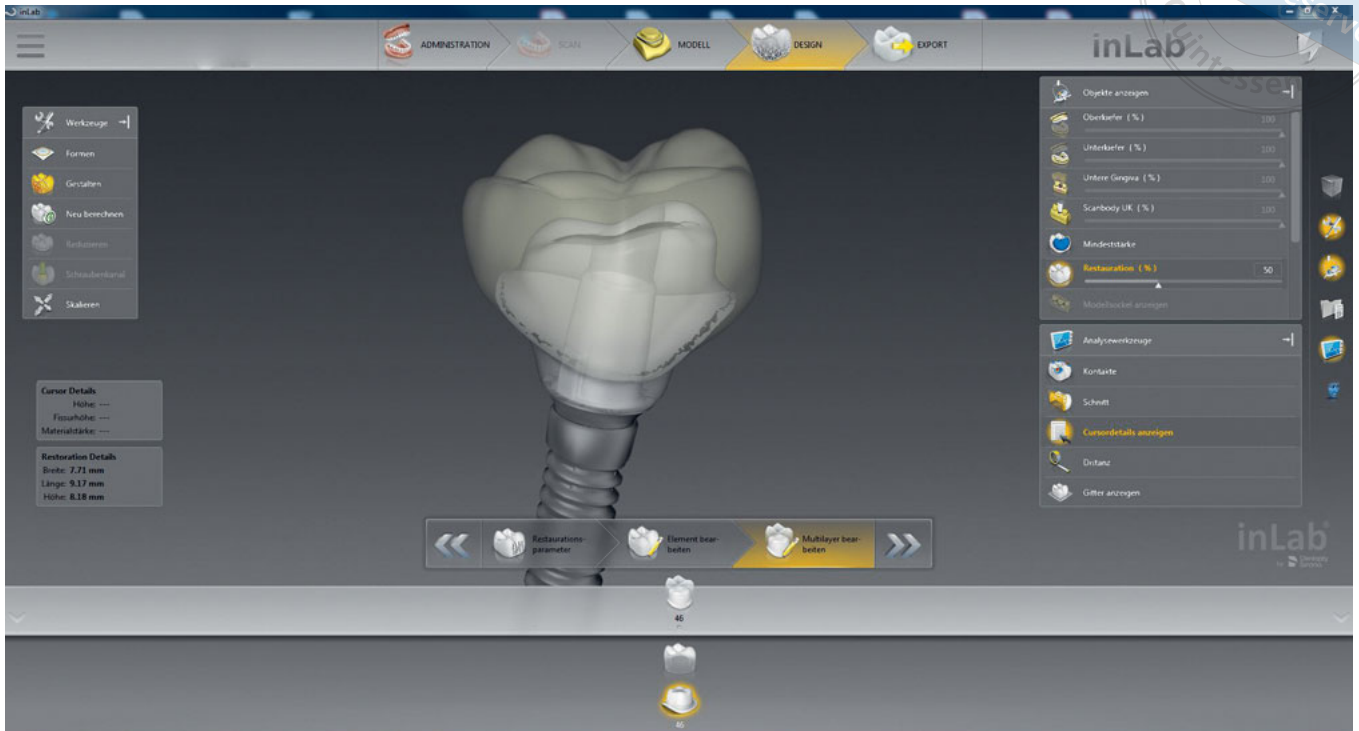 inLab
ADMINISTRATION
SCAN
MODELL
DESIGN
EXPORT
inLab
Werkzeuge
Formen
Gestalten
Neu berechnen
Reduzieren
Schraubenkanal
Skalieren
Cursor Details
Höhe: ---
Fissurhöhe: ---
Materialstärke: ---
Restoration Details
Breite: 7.71 mm
Länge: 9.17 mm
Höhe: 8.18 mm
Objekte anzeigen
Oberkiefer (%) 100
Unterkiefer (%) 100
Untere Gingiva (%) 100
Scanbody UK (%) 100
Mindeststärke
Restauration (%) 50
Modellsockel anzeigen
Analysewerkzeuge
Kontakte
Schnitt
Cursordetails anzeigen
Distanz
Gitter anzeigen
inLab
by Dentsply
Sirona
Restaurations-
parameter
Element bear-
beiten
Multilayer bear-
beiten
46
46